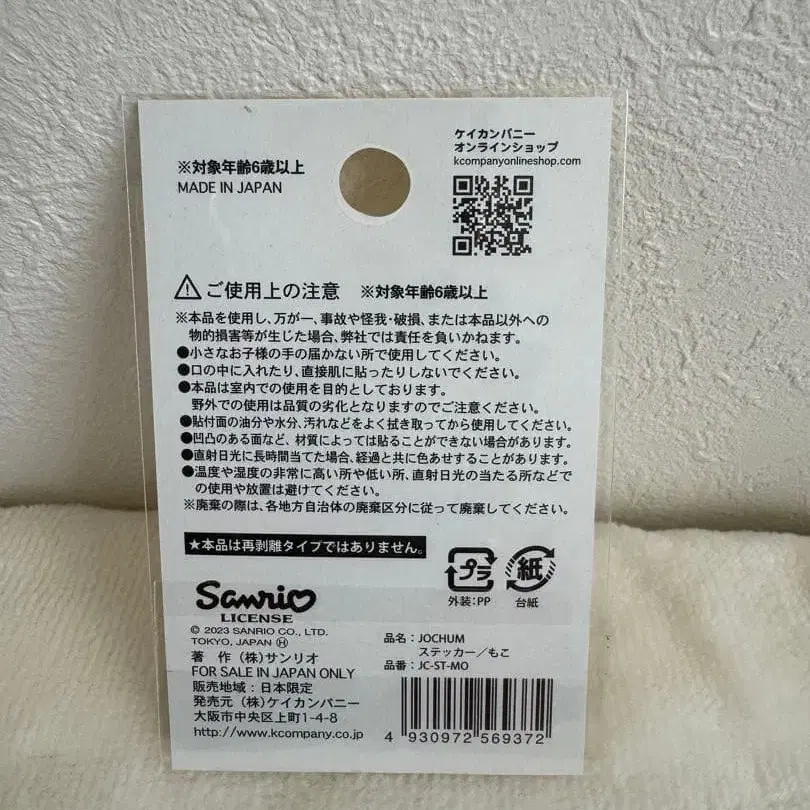 ※対象年齢6歳以上
MADE IN JAPAN
ケイカンパニー
オンラインショップ
kcompanyonlineshop.com
ご使用上の注意 ※対象年齢6歳以上
※本品を使用し、万が一、事故や怪我・破損、または本品以外への
物的損害等が生じた場合、弊社では責任を負いかねます。
●小さなお子様の手の届かない所で使用してください。
●口の中に入れたり、直接肌に貼ったりしないでください。
●本品は室内での使用を目的としております。
野外での使用は品質の劣化となりますのでご注意ください。
●貼付面の油分や水分、汚れなどをよく拭き取ってから使用してください。
●凹凸のある面など、材質によっては貼ることができない場合があります。
●直射日光に長時間当てた場合、経過と共に色あせすることがあります。
●温度や湿度の非常に高い所や低い所、直射日光の当たる所などで
の使用や放置は避けてください。
※廃棄の際は、各地方自治体の廃棄区分に従って廃棄してください。
★本品は再剥離タイプではありません。
プラ
外装:PP
紙
台紙
Sanrio
LICENSE
© 2023 SANRIO CO., LTD.
TOKYO, JAPAN Ⓗ
著 作 (株)サンリオ
FOR SALE IN JAPAN ONLY
販売地域:日本限定
発売元 (株)ケイカンパニー
大阪市中央区上町1-4-8
http://www.kcompany.co.jp
品名: JOCHUM
ステッカー/もこ
品番: JC-ST-MO
4 930972 569372